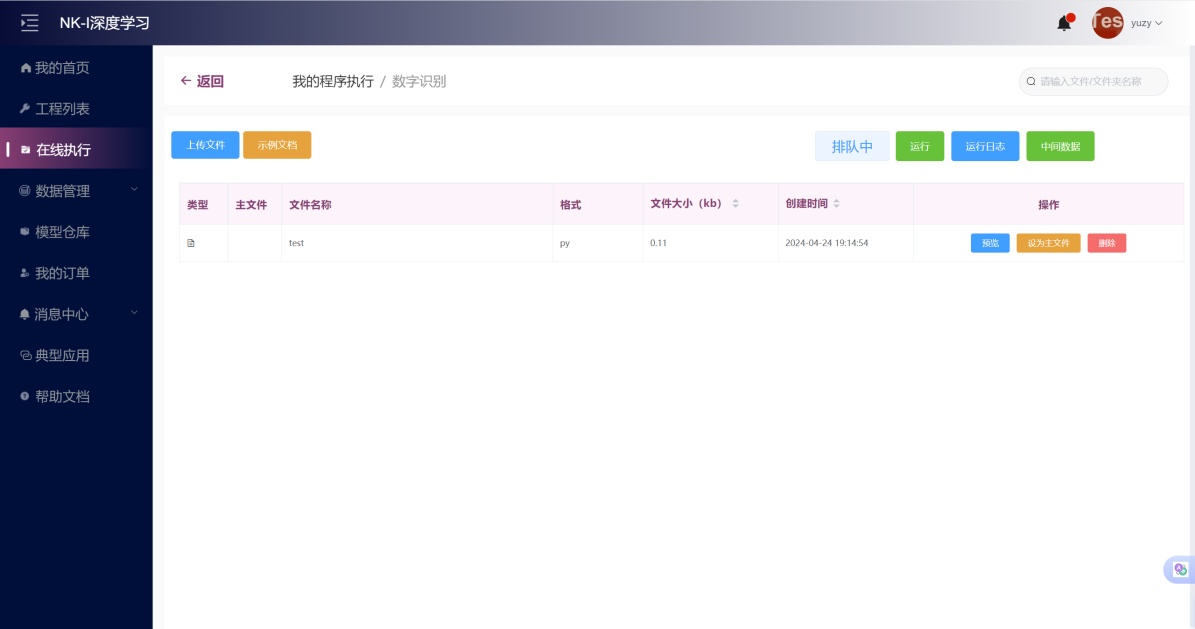 NK-I深度学习
Tes
yuzy
我的首页
工程列表
在线执行
数据管理
模型仓库
我的订单
消息中心
典型应用
帮助文档
返回 我的程序执行 / 数字识别 请输入文件/文件夹名称
上传文件 示例文档 排队中 运行 运行日志 中间数据
类型 主文件 文件名称 格式 文件大小（kb） 创建时间 操作
test py 0.11 2024-04-24 19:14:54 预览 设为主文件 删除